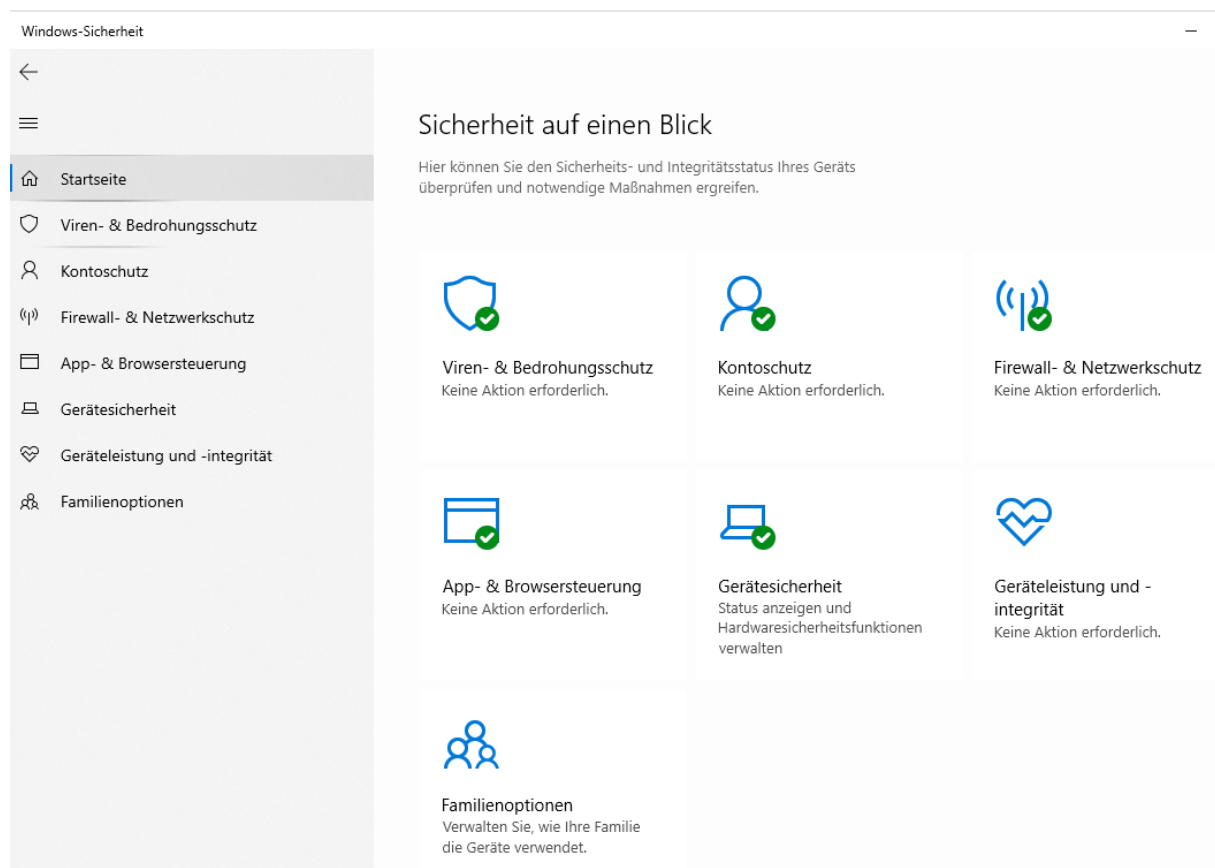 Windows-Sicherheit
Startseite
Viren- & Bedrohungsschutz
Kontoschutz
Firewall- & Netzwerkschutz
App- & Browsersteuerung
Gerätesicherheit
Geräteleistung und -integrität
Familienoptionen
Sicherheit auf einen Blick
Hier können Sie den Sicherheits- und Integritätsstatus Ihres Geräts
überprüfen und notwendige Maßnahmen ergreifen.
Viren- & Bedrohungsschutz
Keine Aktion erforderlich.
Kontoschutz
Keine Aktion erforderlich.
Firewall- & Netzwerkschutz
Keine Aktion erforderlich.
App- & Browsersteuerung
Keine Aktion erforderlich.
Gerätesicherheit
Status anzeigen und
Hardwaresicherheitsfunktionen
verwalten
Geräteleistung und -
integrität
Keine Aktion erforderlich.
Familienoptionen
Verwalten Sie, wie Ihre Familie
die Geräte verwendet.